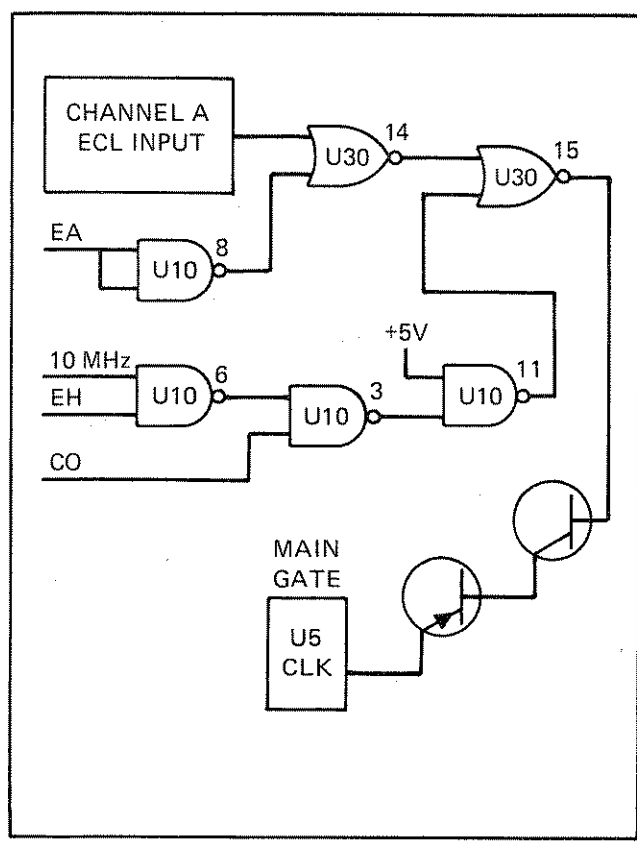 CHANNEL A
ECL INPUT
14
U30
15
U30
EA
8
U10
+5V
10 MHz
6
11
EH
U10
3
U10
U10
CO
MAIN
GATE
U5
CLK